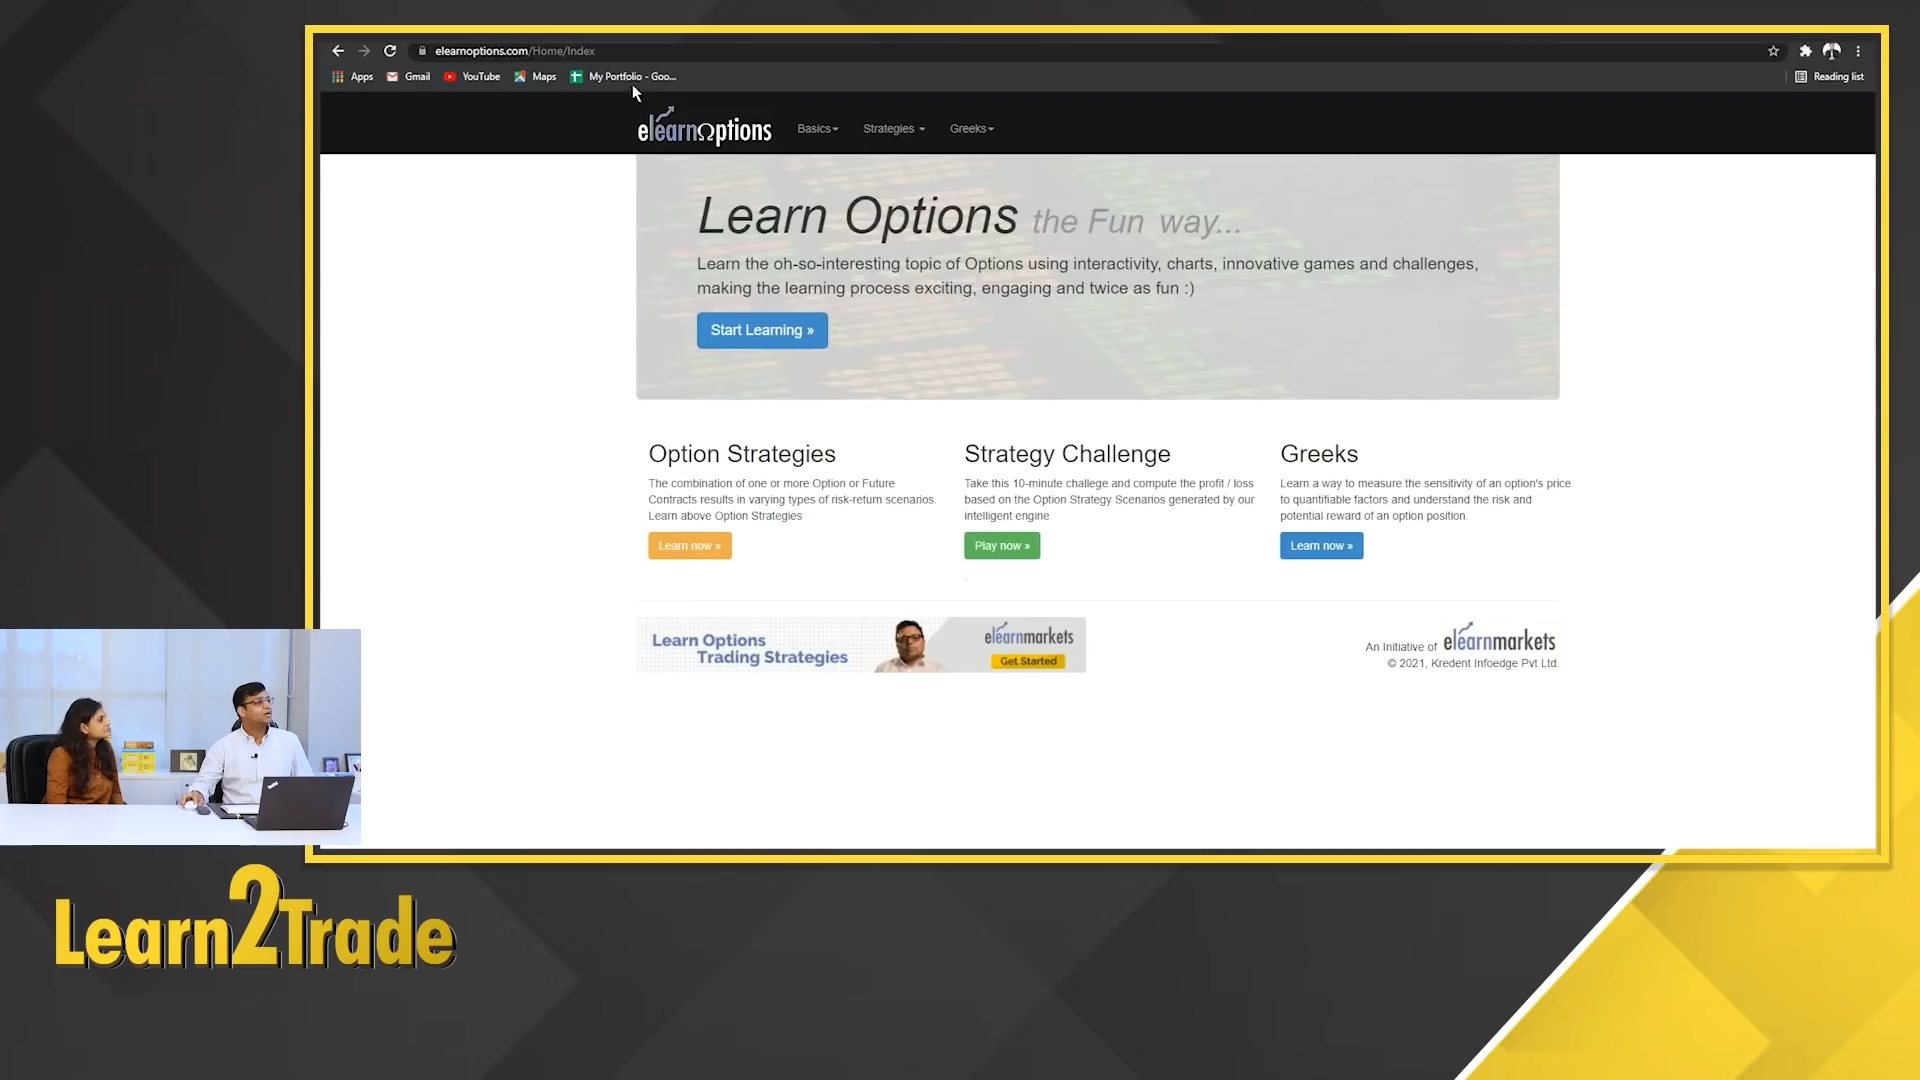 elearnoptions.com/Home/Index
Apps Gmail YouTube Maps My Portfolio - Goo... Reading list
elearnΩptions Basics Strategies Greeks
Learn Options the Fun way...
Learn the oh-so-interesting topic of Options using interactivity, charts, innovative games and challenges,
making the learning process exciting, engaging and twice as fun :)
Start Learning »
Option Strategies
The combination of one or more Option or Future
Contracts results in varying types of risk-return scenarios.
Learn above Option Strategies
Learn now »
Strategy Challenge
Take this 10-minute challege and compute the profit / loss
based on the Option Strategy Scenarios generated by our
intelligent engine
Play now »
Greeks
Learn a way to measure the sensitivity of an option's price
to quantifiable factors and understand the risk and
potential reward of an option position.
Learn now »
Learn Options
Trading Strategies
elearnmarkets
Get Started
An Initiative of elearnmarkets
© 2021, Kredent Infoedge Pvt Ltd.
Learn2Trade